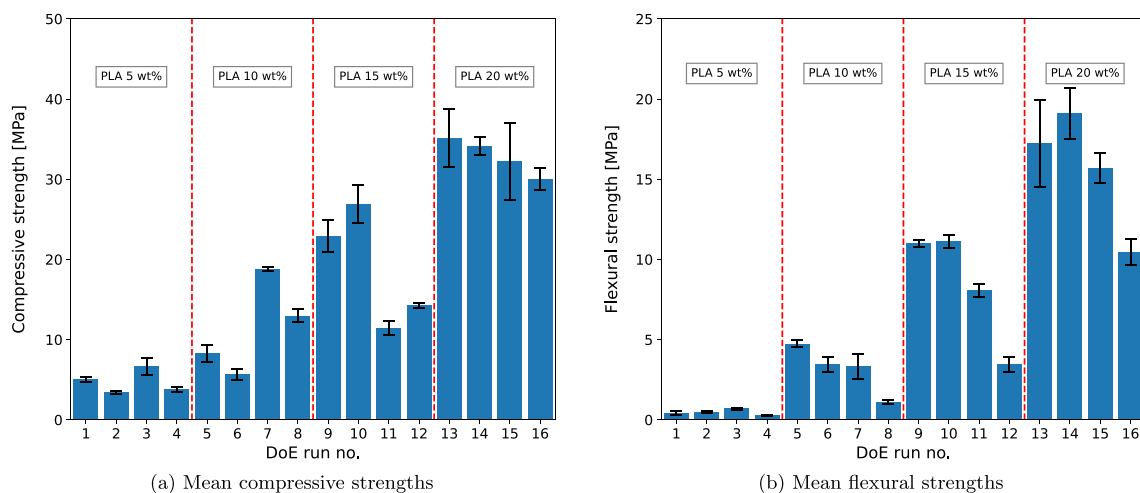 50
40
30
20
10
0
Compressive strength [MPa]
PLA 5 wt%
PLA 10 wt%
PLA 15 wt%
PLA 20 wt%
1 2 3 4 5 6 7 8 9 10 11 12 13 14 15 16
DoE run no.
(a) Mean compressive strengths
25
20
15
10
5
0
Flexural strength [MPa]
PLA 5 wt%
PLA 10 wt%
PLA 15 wt%
PLA 20 wt%
1 2 3 4 5 6 7 8 9 10 11 12 13 14 15 16
DoE run no.
(b) Mean flexural strengths